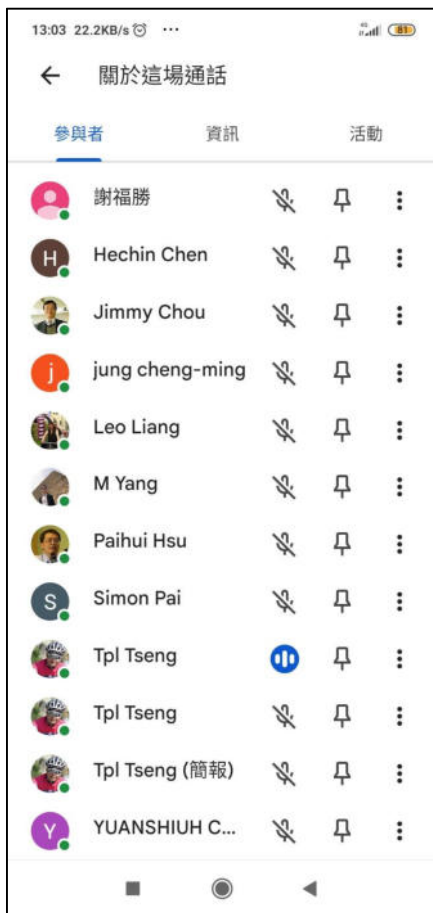 13:03 22.2KB/s ... 4G 81
關於這場通話
參與者 資訊 活動
謝福勝
H Hechin Chen
Jimmy Chou
j jung cheng-ming
Leo Liang
M Yang
Paihui Hsu
S Simon Pai
Tpl Tseng
Tpl Tseng
Tpl Tseng (簡報)
Y YUANSHIUH C...